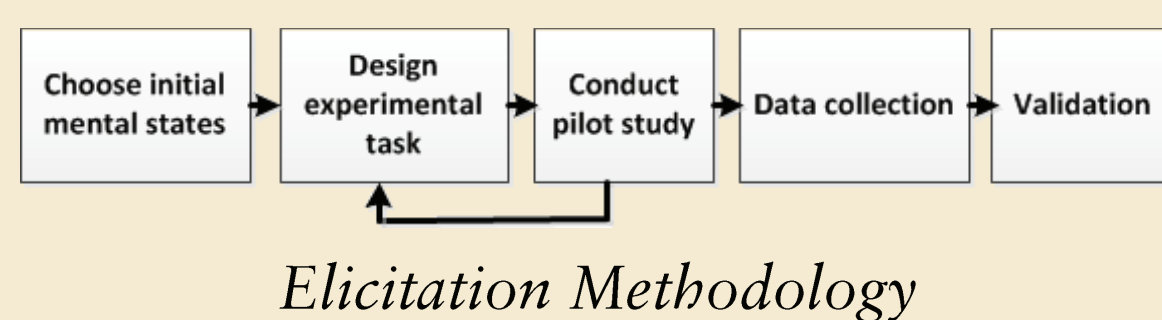 Choose initial
mental states
Design
experimental
task
Conduct
pilot study
Data collection
Validation
Elicitation Methodology